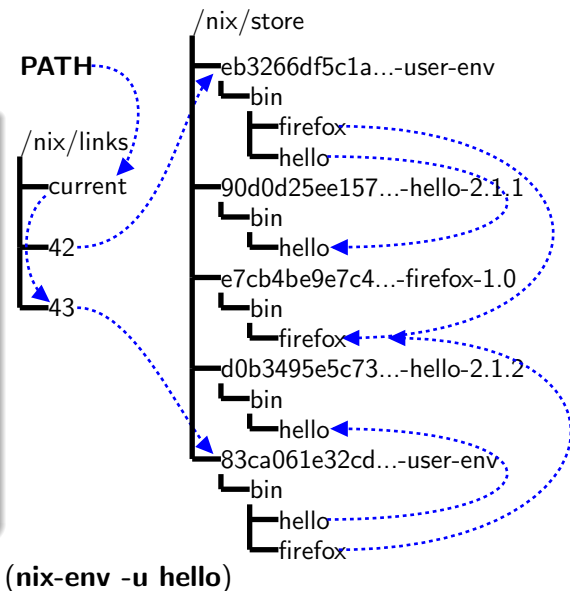 /nix/store
PATH
eb3266df5c1a...-user-env
bin
firefox
hello
/nix/links
current
42
43
90d0d25ee157...-hello-2.1.1
bin
hello
e7cb4be9e7c4...-firefox-1.0
bin
firefox
d0b3495e5c73...-hello-2.1.2
bin
hello
83ca061e32cd...-user-env
bin
hello
firefox
(nix-env -u hello)